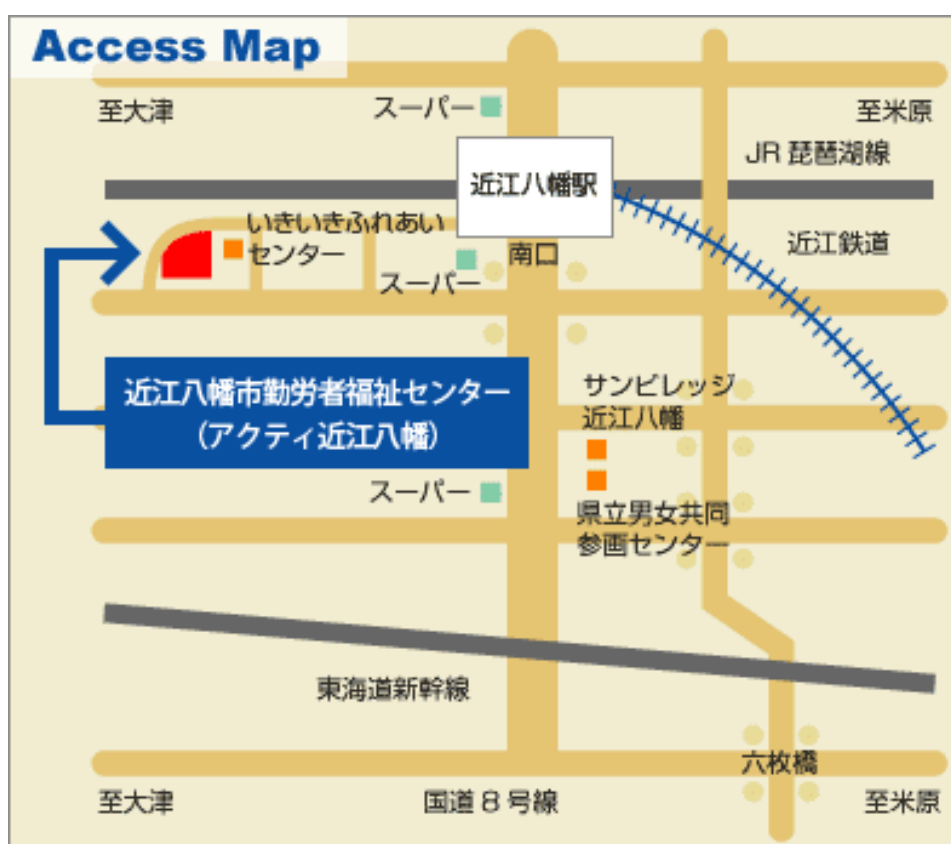 Access Map
至大津
スーパー
至米原
JR 琵琶湖線
近江八幡駅
いきいきふれあい
センター
南口
近江鉄道
スーパー
近江八幡市勤労者福祉センター
（アクティ近江八幡）
サンビレッジ
近江八幡
スーパー
県立男女共同
参画センター
東海道新幹線
六枚橋
至大津
国道8号線
至米原